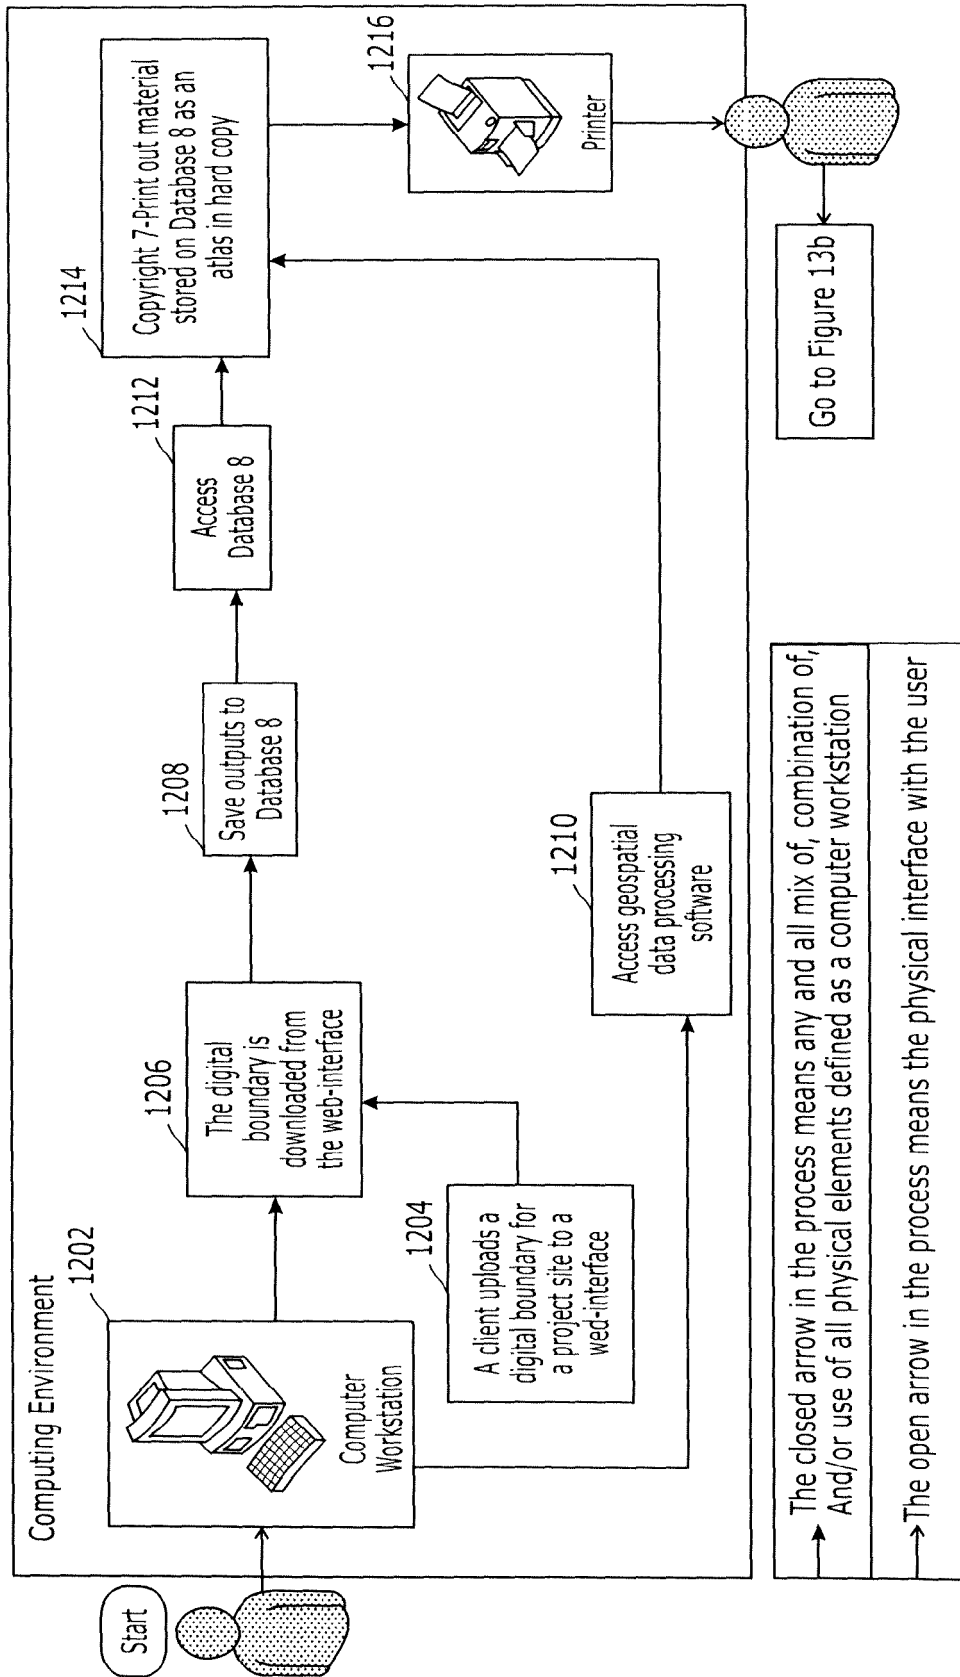 Start
Computing Environment
1202
Computer
Workstation
1204
A client uploads a
digital boundary for
a project site to a
wed-interface
1206
The digital
boundary is
downloaded from
the web-interface
1208
Save outputs to
Database 8
1210
Access geospatial
data processing
software
1212
Access
Database 8
1214
Copyright 7-Print out material
stored on Database 8 as an
atlas in hard copy
1216
Printer
Go to Figure 13b
The closed arrow in the process means any and all mix of, combination of,
And/or use of all physical elements defined as a computer workstation
The open arrow in the process means the physical interface with the user